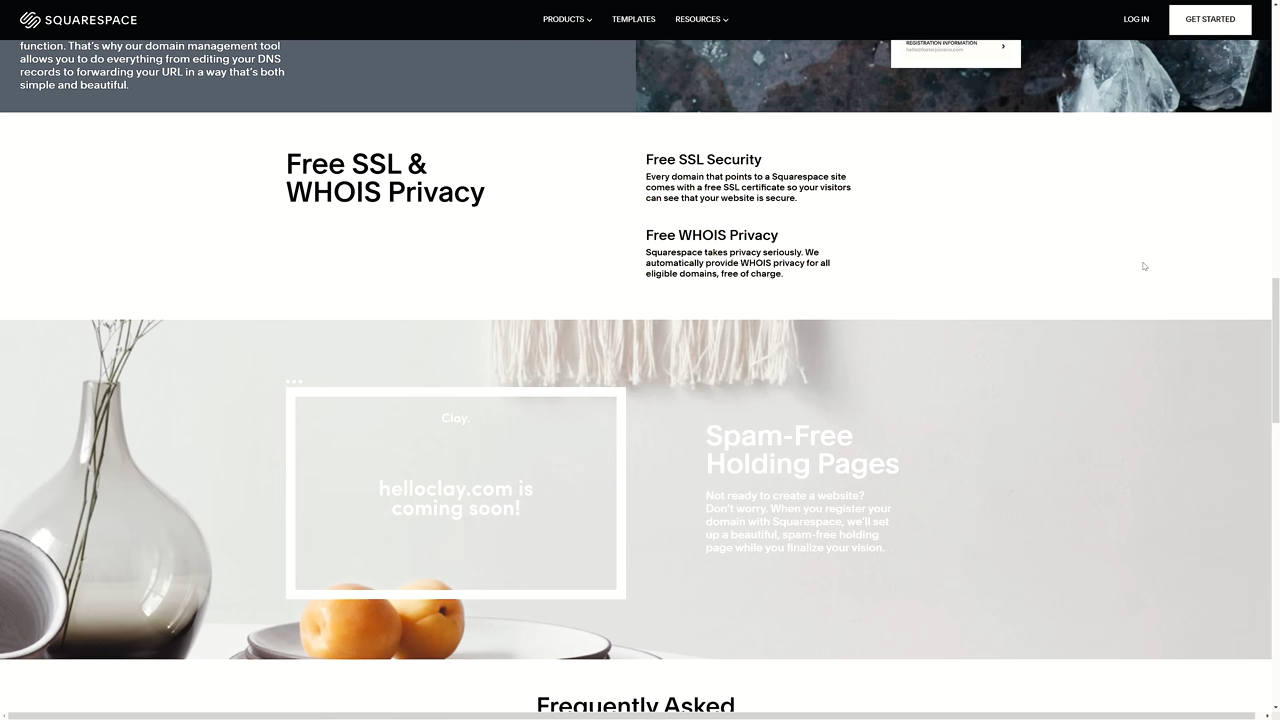 SQUARESPACE
PRODUCTS
TEMPLATES
RESOURCES
LOG IN
GET STARTED
function. That's why our domain management tool
allows you to do everything from editing your DNS
records to forwarding your URL in a way that's both
simple and beautiful.
REGISTRATION INFORMATION
Free SSL &
WHOIS Privacy
Free SSL Security
Every domain that points to a Squarespace site
comes with a free SSL certificate so your visitors
can see that your website is secure.
Free WHOIS Privacy
Squarespace takes privacy seriously. We
automatically provide WHOIS privacy for all
eligible domains, free of charge.
Clay.
helloclay.com is
coming soon!
Spam-Free
Holding Pages
Not ready to create a website?
Don't worry. When you register your
domain with Squarespace, we'll set
up a beautiful, spam-free holding
page while you finalize your vision.
Frequently Asked